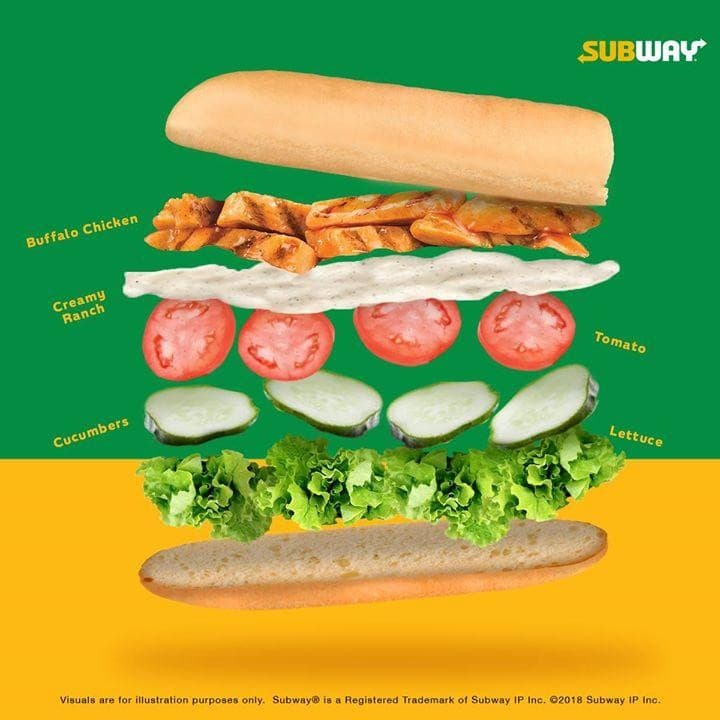 SUBWAY
Buffalo Chicken
Creamy
Ranch
Tomato
Cucumbers
Lettuce
Visuals are for illustration purposes only. Subway® is a Registered Trademark of Subway IP Inc. ©2018 Subway IP Inc.